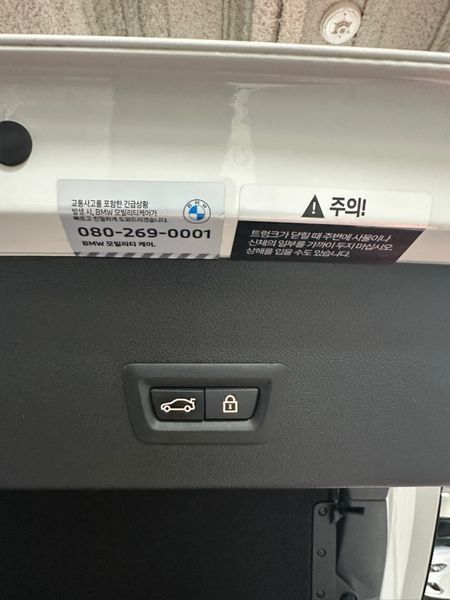 교통사고를 포함한 긴급상황
발생 시, BMW 모빌리티케어가
빠르고 친절하게 도와드리겠습니다.
080-269-0001
BMW 모빌리티 케어.
BMW
주의!
트렁크가 닫힐 때 주변에 사물이나
신체의 일부를 가까이 두지 마십시오
상해를 입을 수도 있습니다.